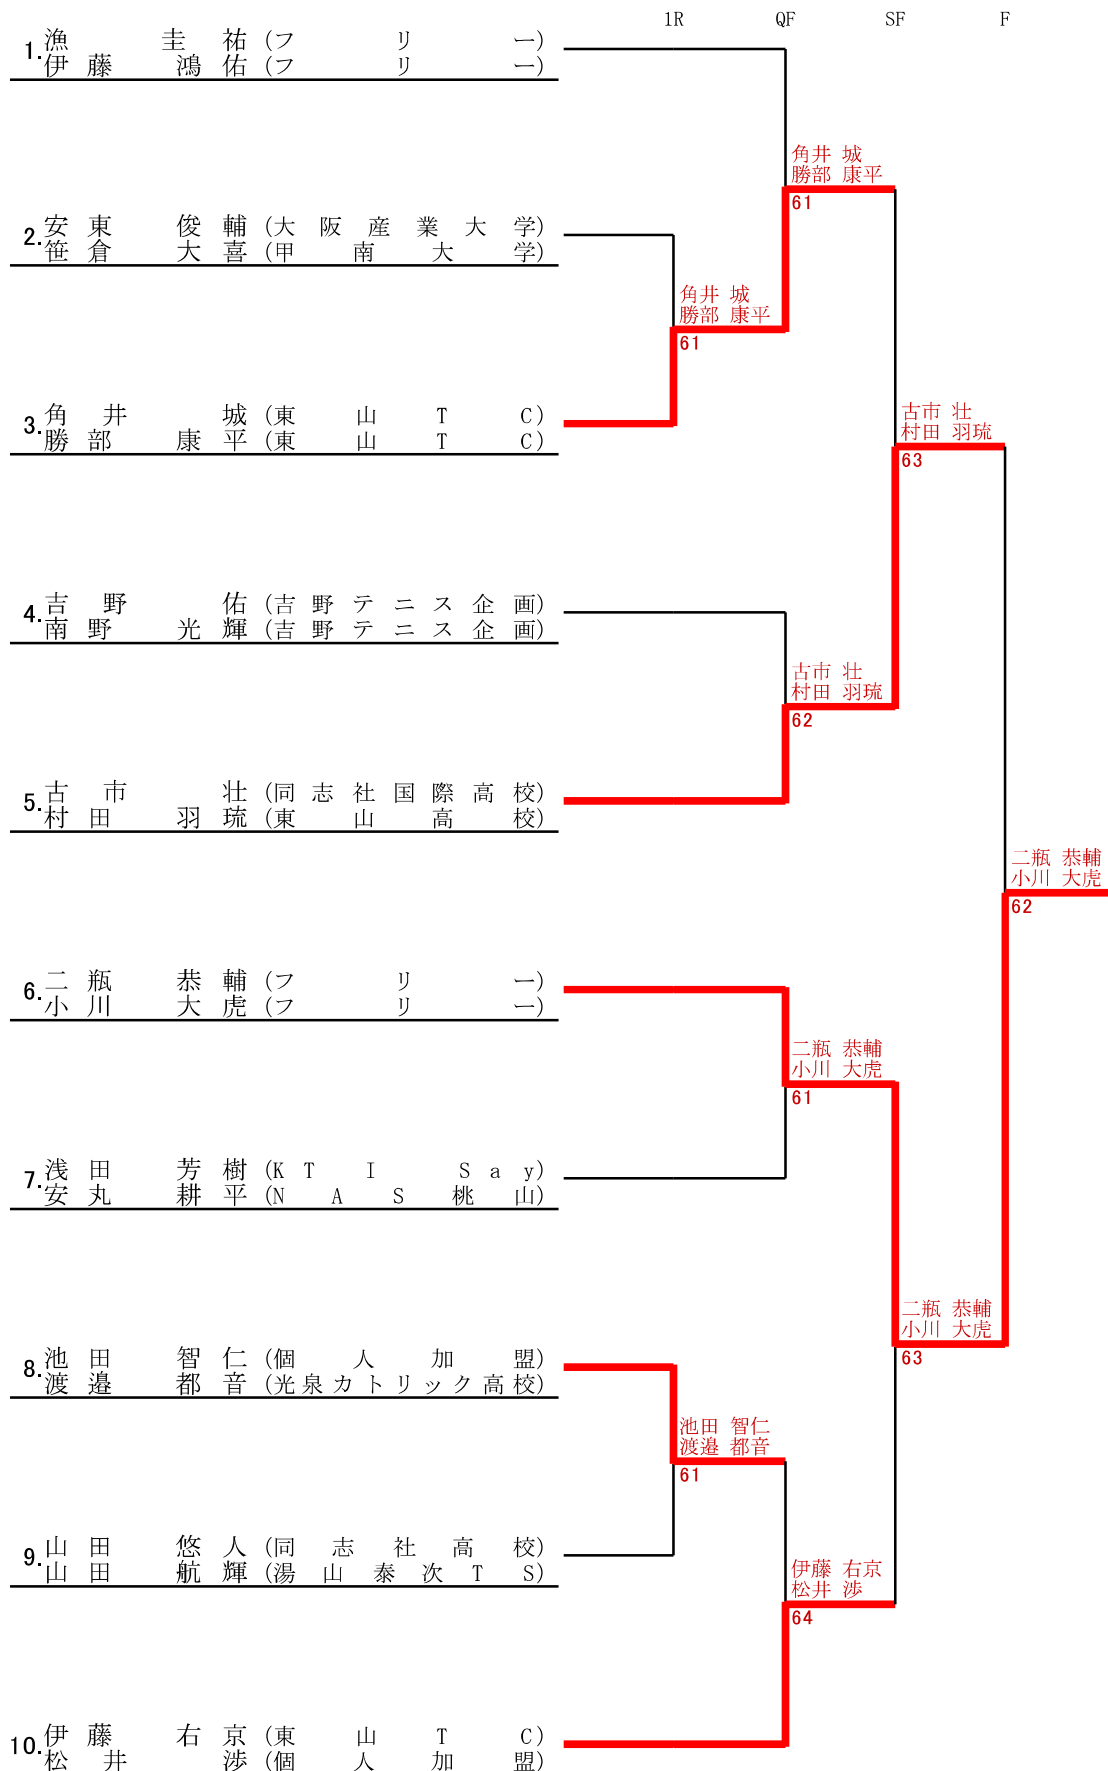 1R QF SF F
1. 漁 圭祐 (フリー)
伊藤 鴻佑 (フリー)
角井 城
勝部 康平
61
2. 安東 俊輔 (大阪産業大学)
笹倉 大喜 (甲南大学)
角井 城
勝部 康平
61
3. 角井 城 (東山TC)
勝部 康平 (東山TC)
古市 壮
村田 羽琉
63
4. 吉野 佑 (吉野テニス企画)
南野 光輝 (吉野テニス企画)
古市 壮
村田 羽琉
62
5. 古市 壮 (同志社国際高校)
村田 羽琉 (東山高校)
二瓶 恭輔
小川 大虎
62
6. 二瓶 恭輔 (フリー)
小川 大虎 (フリー)
二瓶 恭輔
小川 大虎
61
7. 浅田 芳樹 (KTI Say)
安丸 耕平 (NAS桃山)
二瓶 恭輔
小川 大虎
63
8. 池田 智仁 (個人加盟)
渡邉 都音 (光泉カトリック高校)
池田 智仁
渡邉 都音
61
9. 山田 悠人 (同志社高校)
山田 航輝 (湯山泰次TS)
伊藤 右京
松井 渉
64
10. 伊藤 右京 (東山TC)
松井 渉 (個人加盟)